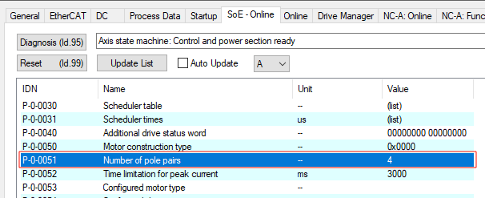 General EtherCAT DC Process Data Startup SoE - Online Online Drive Manager NC-A: Online NC-A: Func
Diagnosis (Id.95) Axis state machine: Control and power section ready
Reset (Id.99) Update List Auto Update A
IDN Name Unit Value
P-0-0030 Scheduler table -- (list)
P-0-0031 Scheduler times us (list)
P-0-0040 Additional drive status word -- 00000000 00000000
P-0-0050 Motor construction type -- 0x0000
P-0-0051 Number of pole pairs -- 4
P-0-0052 Time limitation for peak current ms 3000
P-0-0053 Configured motor type --